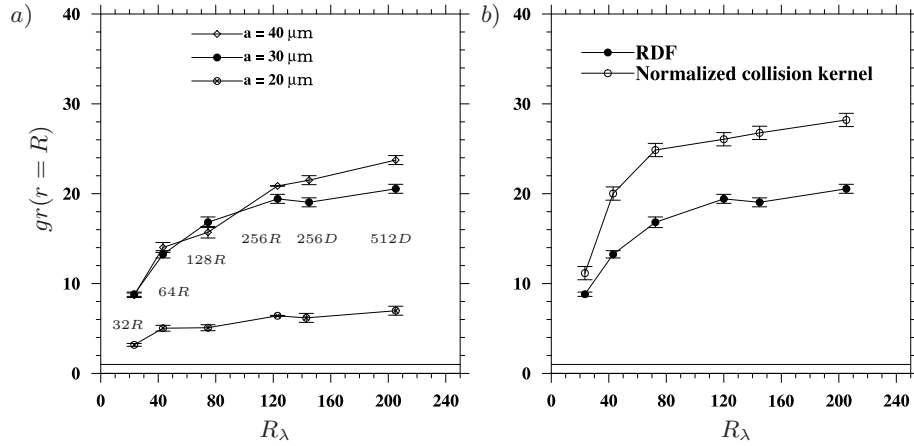 a)
40
30
20
10
0
gr(r = R)
a = 40 μm
a = 30 μm
a = 20 μm
32R
64R
128R
256R
256D
512D
0 40 80 120 160 200 240
R_λ
b)
40
30
20
10
0
RDF
Normalized collision kernel
0 40 80 120 160 200 240
R_λ